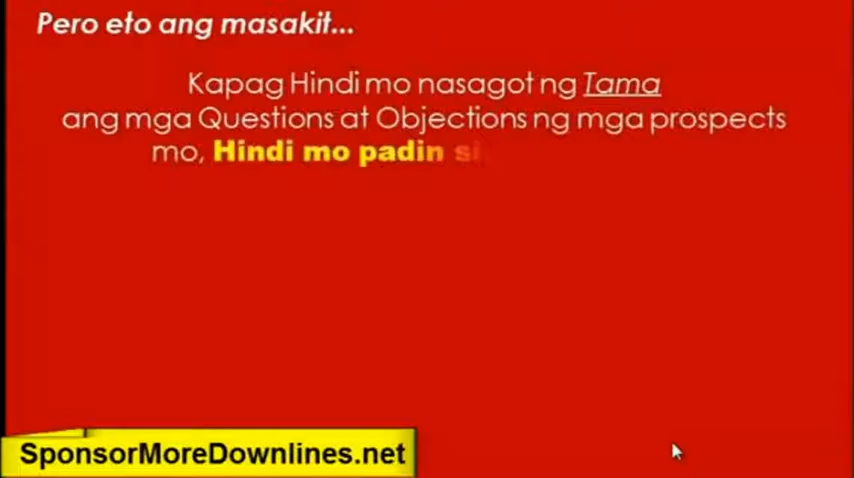 Pero eto ang masakit...
Kapag Hindi mo nasagot ng Tama
ang mga Questions at Objections ng mga prospects
mo, Hindi mo padin
SponsorMoreDownlines.net